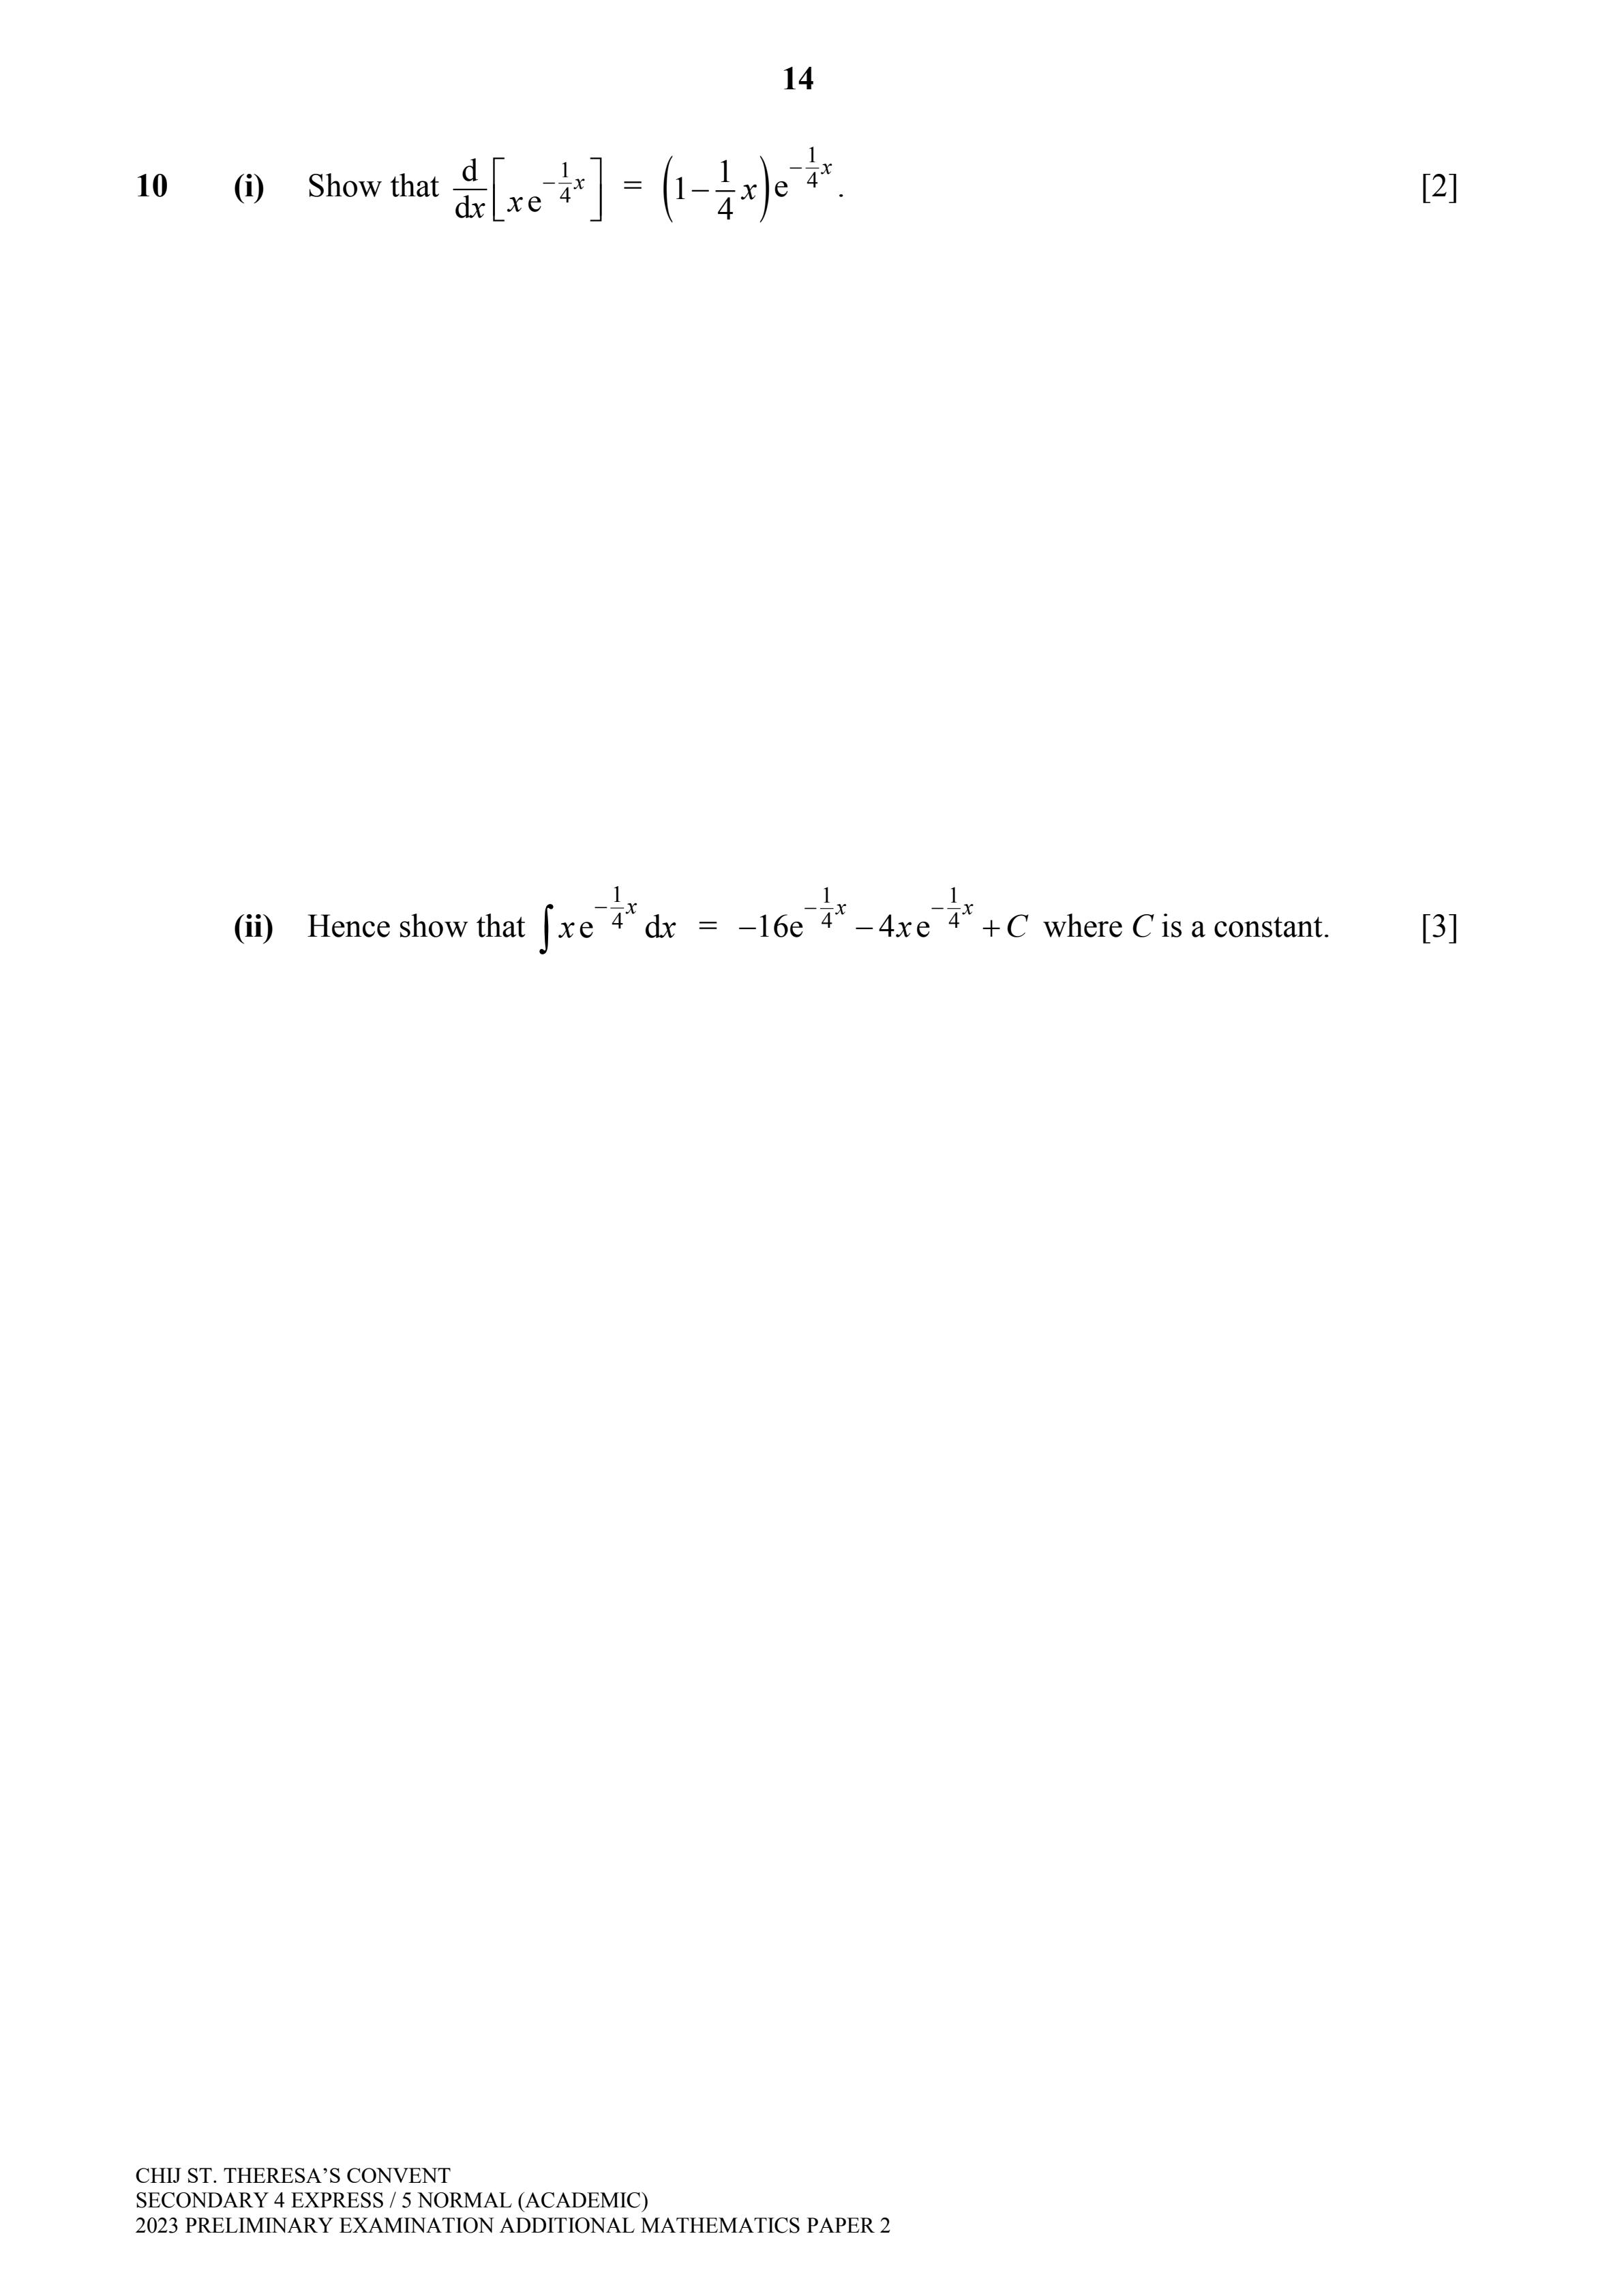 14
10 (i) Show that $\frac{\mathrm{d}}{\mathrm{d}x}\left[x\mathrm{e}^{-\frac{1}{4}x}\right] = \left(1-\frac{1}{4}x\right)\mathrm{e}^{-\frac{1}{4}x}$. [2]
(ii) Hence show that $\int x\mathrm{e}^{-\frac{1}{4}x}\,\mathrm{d}x = -16\mathrm{e}^{-\frac{1}{4}x} - 4x\mathrm{e}^{-\frac{1}{4}x} + C$ where $C$ is a constant. [3]
CHIJ ST. THERESA’S CONVENT
SECONDARY 4 EXPRESS / 5 NORMAL (ACADEMIC)
2023 PRELIMINARY EXAMINATION ADDITIONAL MATHEMATICS PAPER 2